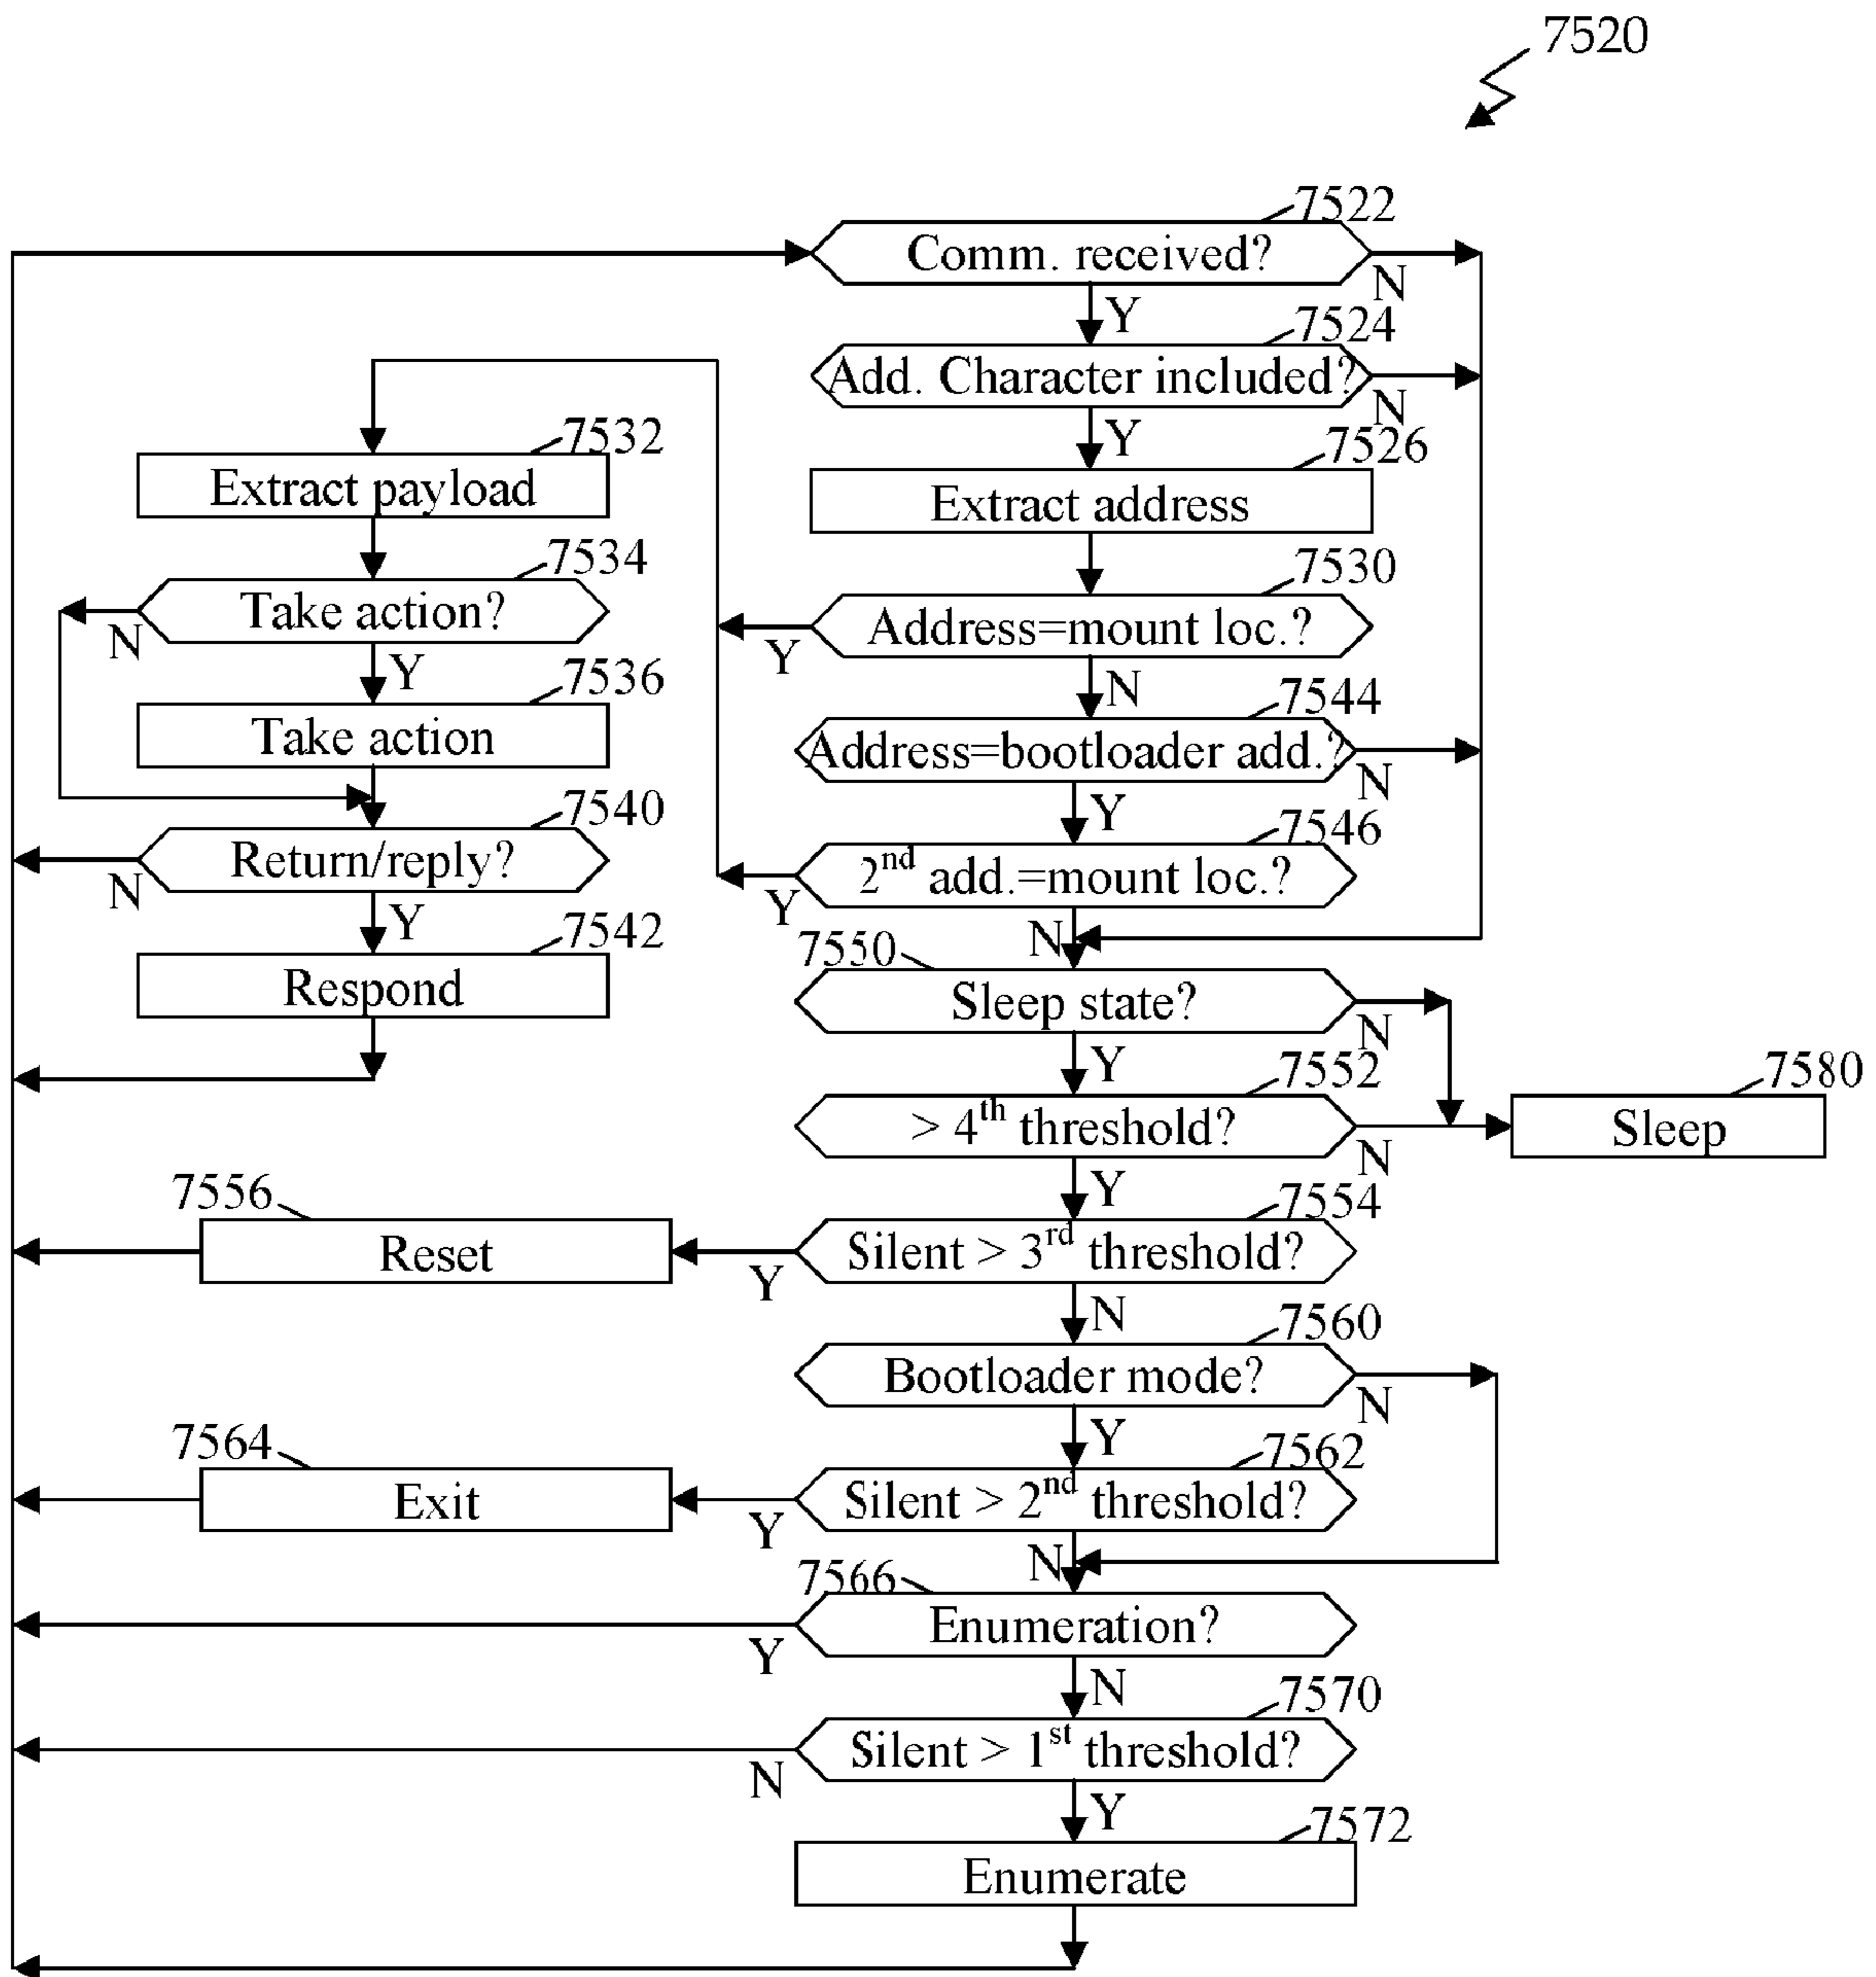 7520
7522
Comm. received?
N
Y
7524
Add. Character included?
N
Y
7526
Extract address
7530
Address=mount loc.?
Y
N
7544
Address=bootloader add.?
N
Y
7546
2nd add.=mount loc.?
Y
N
7532
Extract payload
7534
Take action?
N
Y
7536
Take action
7540
Return/reply?
N
Y
7542
Respond
7550
Sleep state?
N
Y
7552
> 4th threshold?
N
7580
Sleep
Y
7554
Silent > 3rd threshold?
Y
7556
Reset
N
7560
Bootloader mode?
N
Y
7562
Silent > 2nd threshold?
Y
7564
Exit
N
7566
Enumeration?
Y
N
7570
Silent > 1st threshold?
N
Y
7572
Enumerate